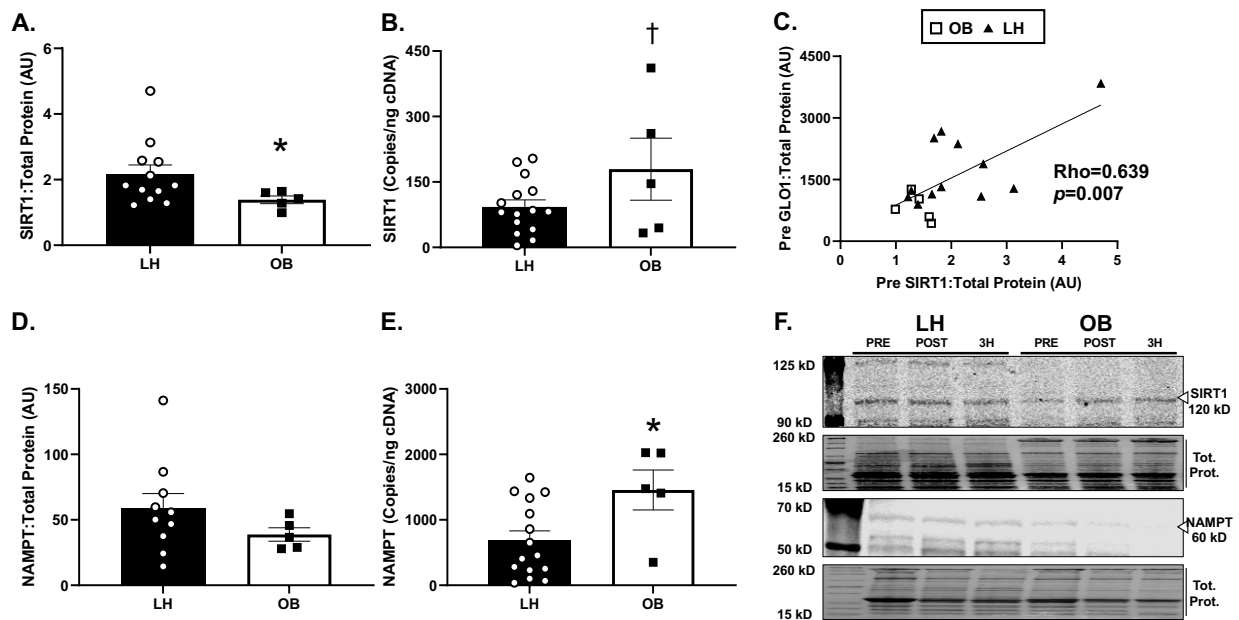 A.
SIRT1:Total Protein (AU)
6
4
2
0
*
LH
OB
B.
SIRT1 (Copies/ng cDNA)
450
300
150
0
†
LH
OB
C.
OB LH
Pre GLO1:Total Protein (AU)
4500
3000
1500
0
Rho=0.639
p=0.007
0 1 2 3 4 5
Pre SIRT1:Total Protein (AU)
D.
NAMPT:Total Protein (AU)
150
100
50
0
LH
OB
E.
NAMPT (Copies/ng cDNA)
3000
2000
1000
0
*
LH
OB
F.
LH OB
PRE POST 3H PRE POST 3H
125 kD
90 kD
SIRT1
120 kD
260 kD
15 kD
Tot.
Prot.
70 kD
50 kD
NAMPT
60 kD
260 kD
15 kD
Tot.
Prot.